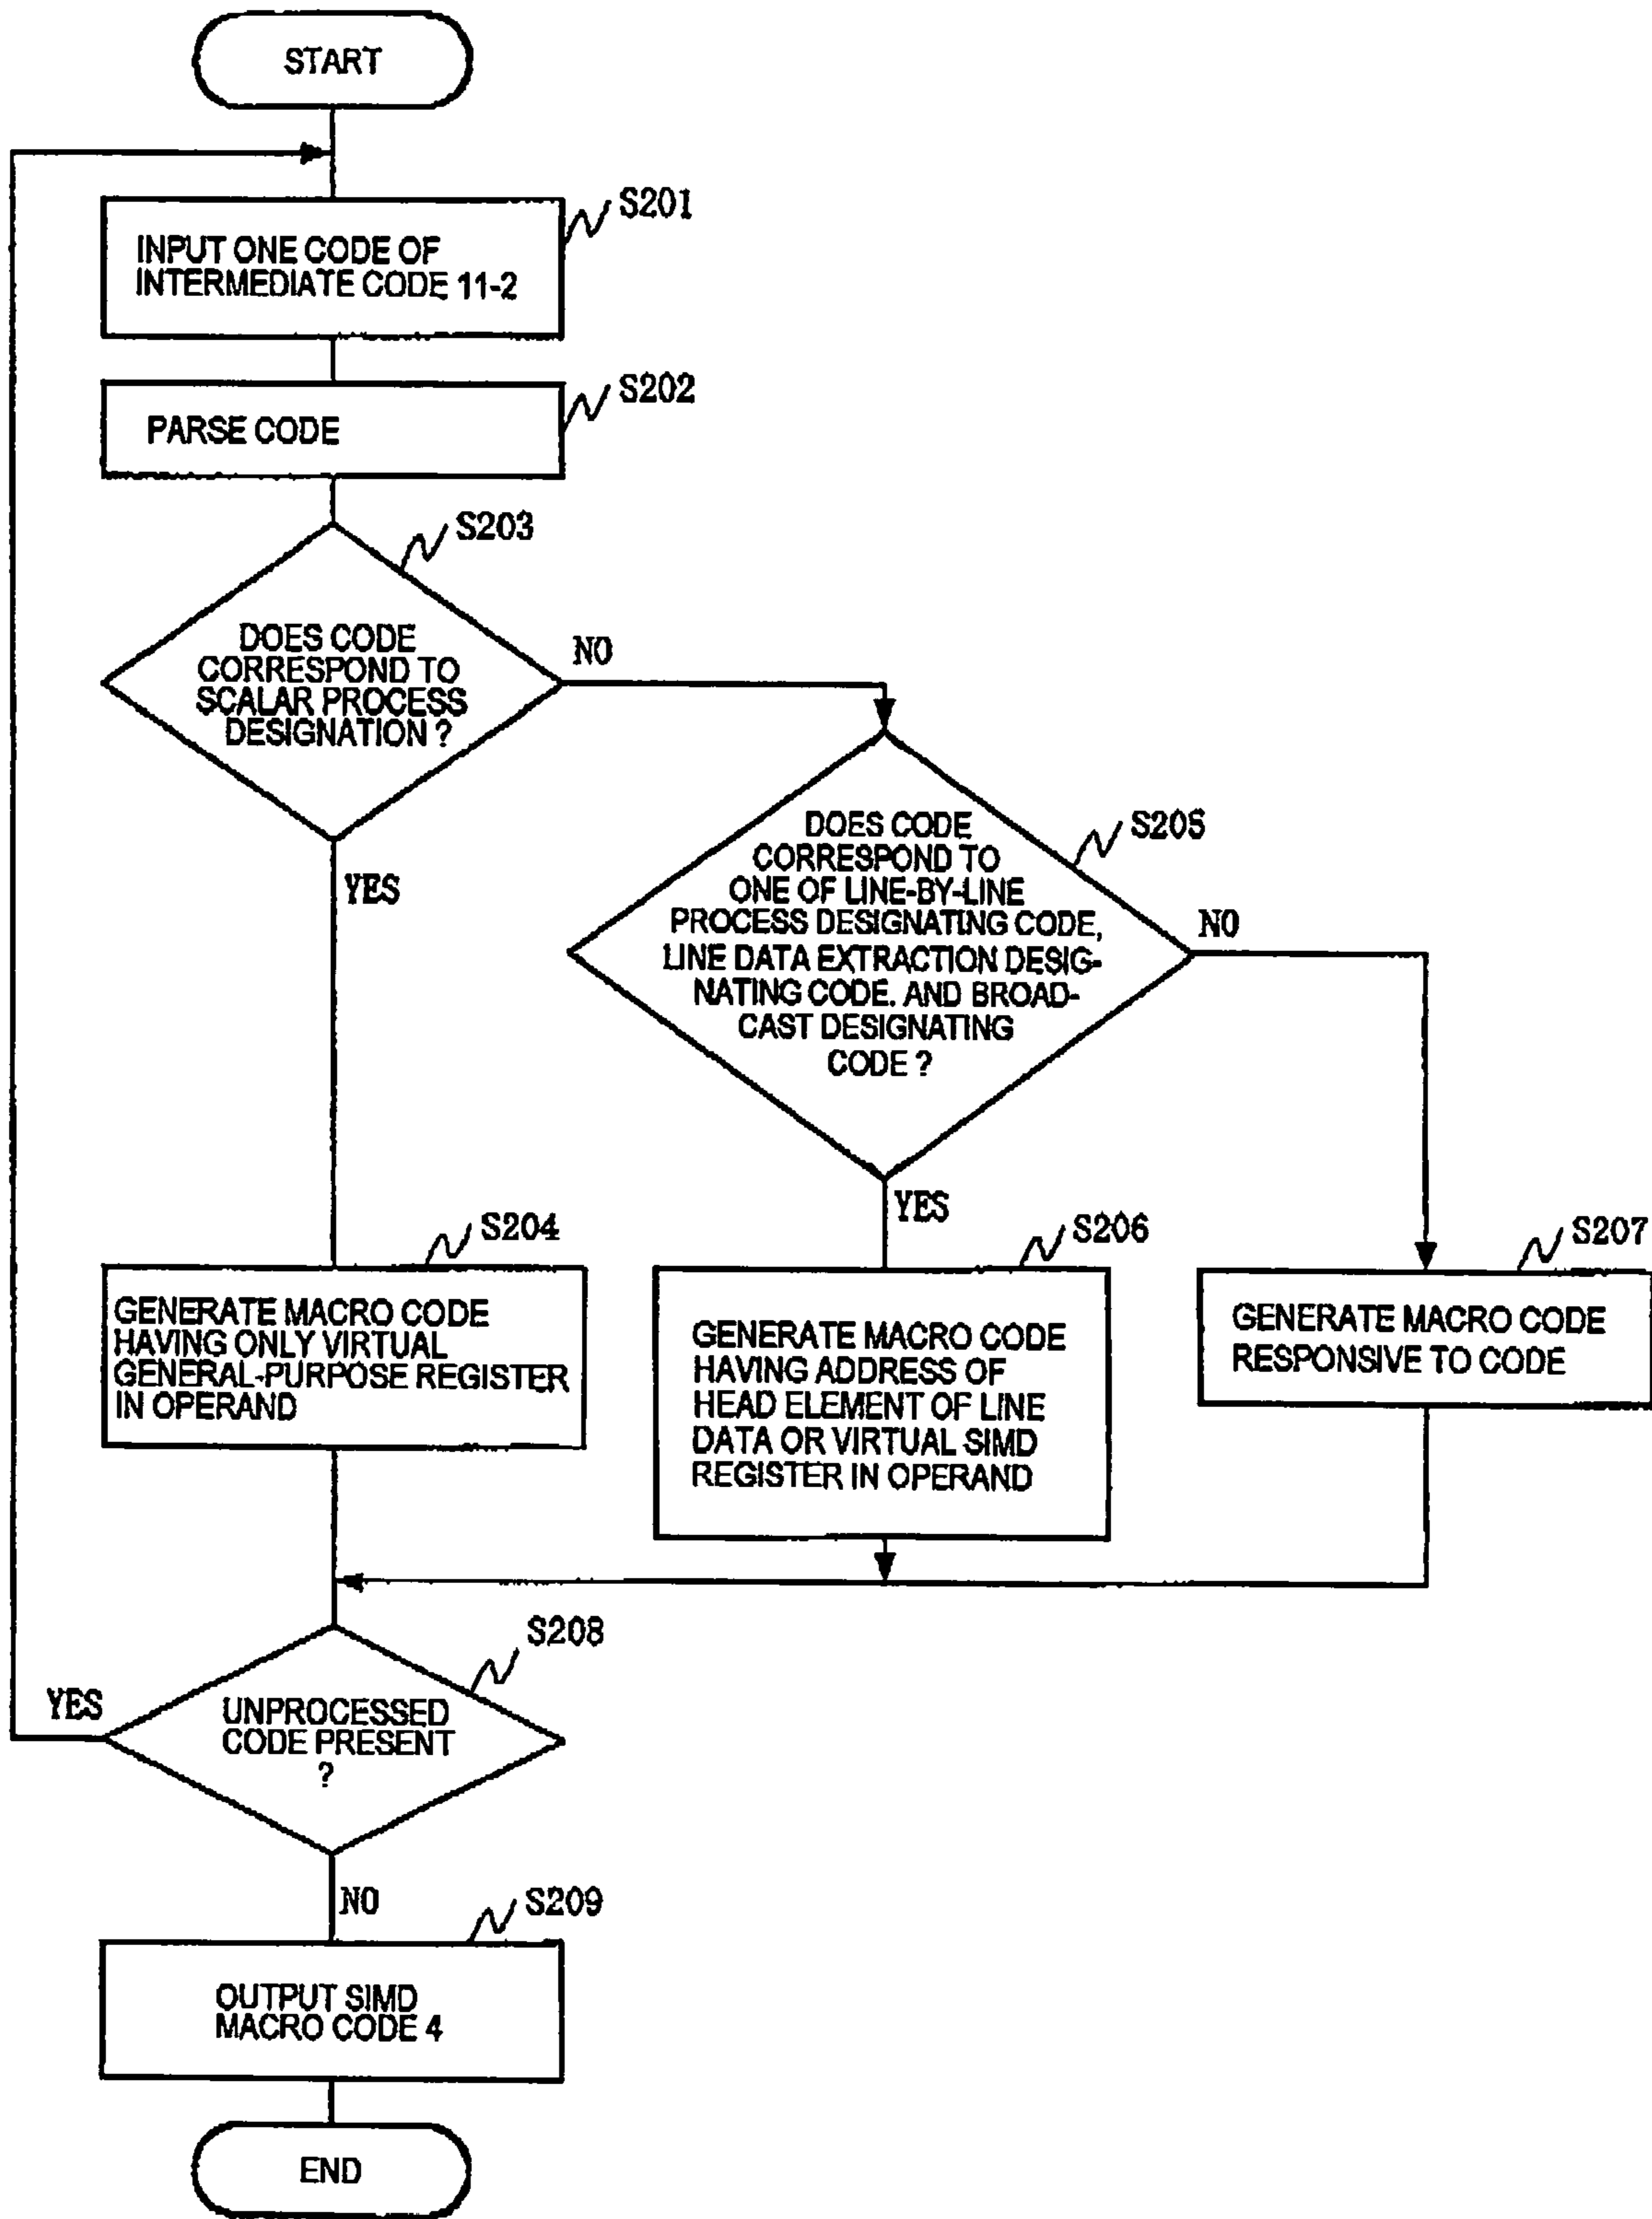 START
S201
INPUT ONE CODE OF
INTERMEDIATE CODE 11-2
S202
PARSE CODE
S203
DOES CODE
CORRESPOND TO
SCALAR PROCESS
DESIGNATION ?
NO
YES
S205
DOES CODE
CORRESPOND TO
ONE OF LINE-BY-LINE
PROCESS DESIGNATING CODE,
LINE DATA EXTRACTION DESIG-
NATING CODE. AND BROAD-
CAST DESIGNATING
CODE ?
NO
YES
S204
GENERATE MACRO CODE
HAVING ONLY VIRTUAL
GENERAL-PURPOSE REGISTER
IN OPERAND
S206
GENERATE MACRO CODE
HAVING ADDRESS OF
HEAD ELEMENT OF LINE
DATA OR VIRTUAL SIMD
REGISTER IN OPERAND
S207
GENERATE MACRO CODE
RESPONSIVE TO CODE
S208
YES
UNPROCESSED
CODE PRESENT
?
NO
S209
OUTPUT SIMD
MACRO CODE 4
END